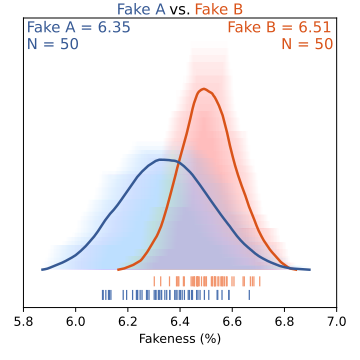 Fake A vs. Fake B
Fake A = 6.35
N = 50
Fake B = 6.51
N = 50
5.8 6.0 6.2 6.4 6.6 6.8 7.0
Fakeness (%)